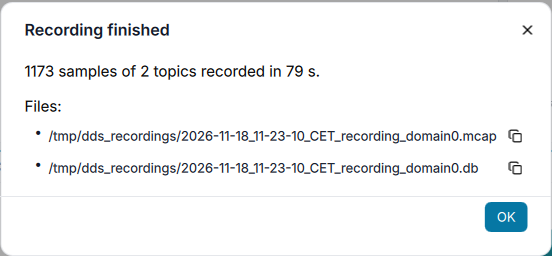 Recording finished
1173 samples of 2 topics recorded in 79 s.
Files:
• /tmp/dds_recordings/2026-11-18_11-23-10_CET_recording_domain0.mcap
• /tmp/dds_recordings/2026-11-18_11-23-10_CET_recording_domain0.db
OK